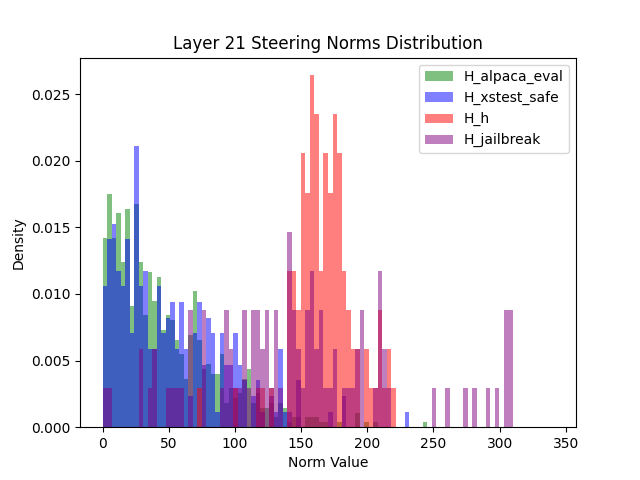 Layer 21 Steering Norms Distribution
H_alpaca_eval
H_xstest_safe
H_h
H_jailbreak
0.025
0.020
0.015
0.010
0.005
0.000
Density
0
50
100
150
200
250
300
350
Norm Value